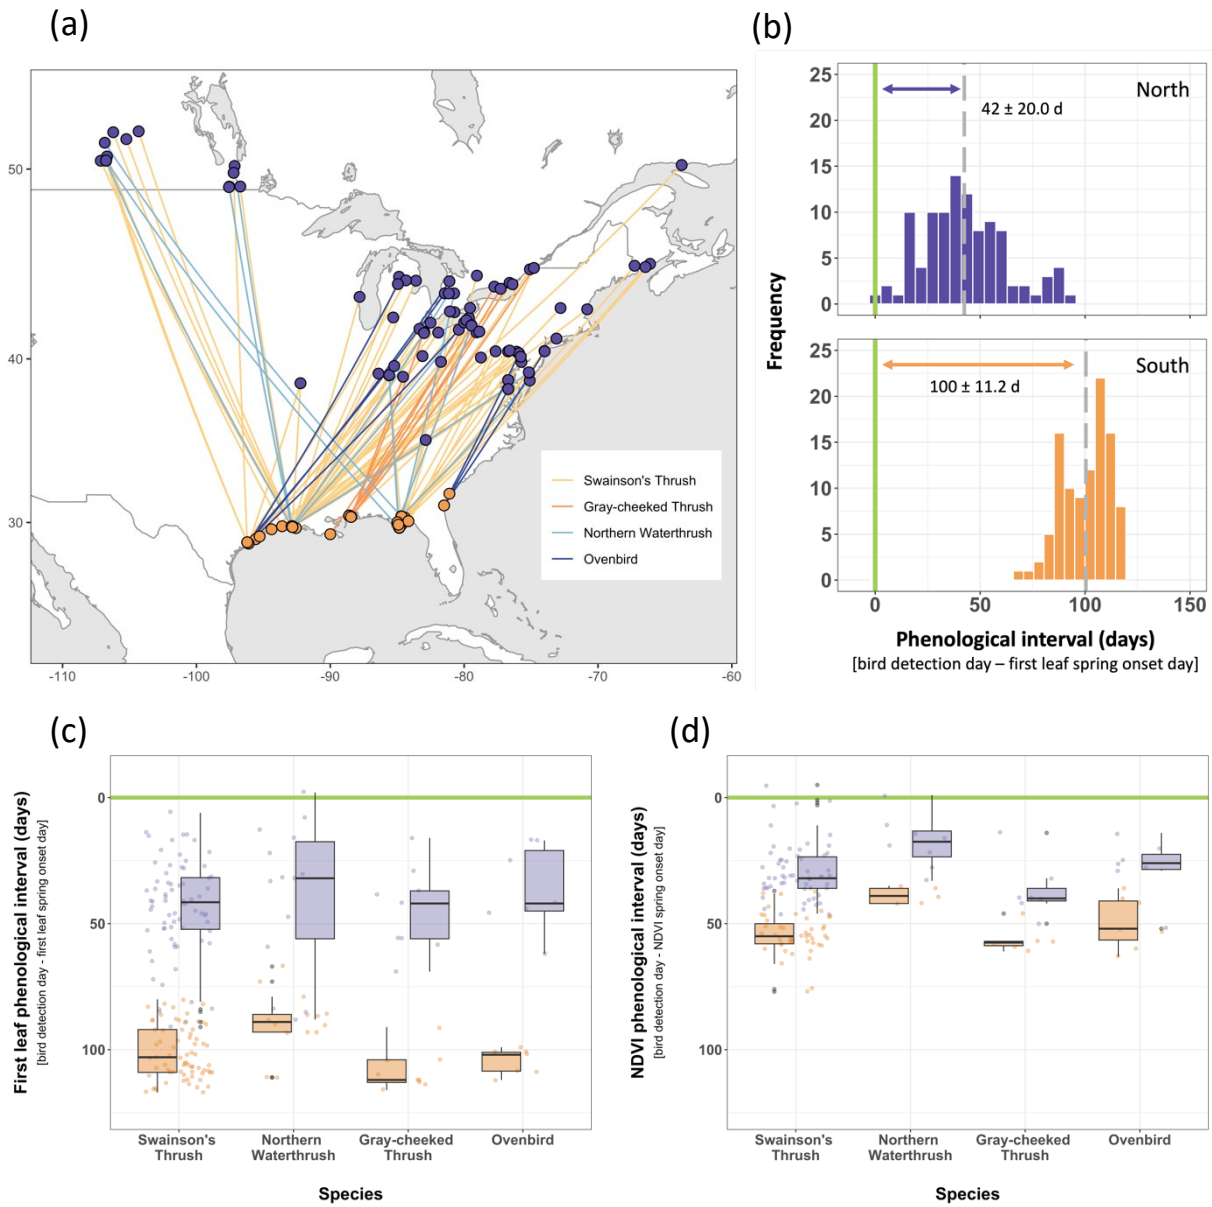 (a)
50
40
30
-110
-100
-90
-80
-70
-60
Swainson's Thrush
Gray-cheeked Thrush
Northern Waterthrush
Ovenbird
(b)
Frequency
25
20
15
10
5
0
North
42 ± 20.0 d
25
20
15
10
5
0
South
100 ± 11.2 d
0
50
100
150
Phenological interval (days)
[bird detection day – first leaf spring onset day]
(c)
First leaf phenological interval (days)
[bird detection day - first leaf spring onset day]
0
50
100
Swainson's
Thrush
Northern
Waterthrush
Gray-cheeked
Thrush
Ovenbird
Species
(d)
NDVI phenological interval (days)
[bird detection day - NDVI spring onset day]
0
50
100
Swainson's
Thrush
Northern
Waterthrush
Gray-cheeked
Thrush
Ovenbird
Species